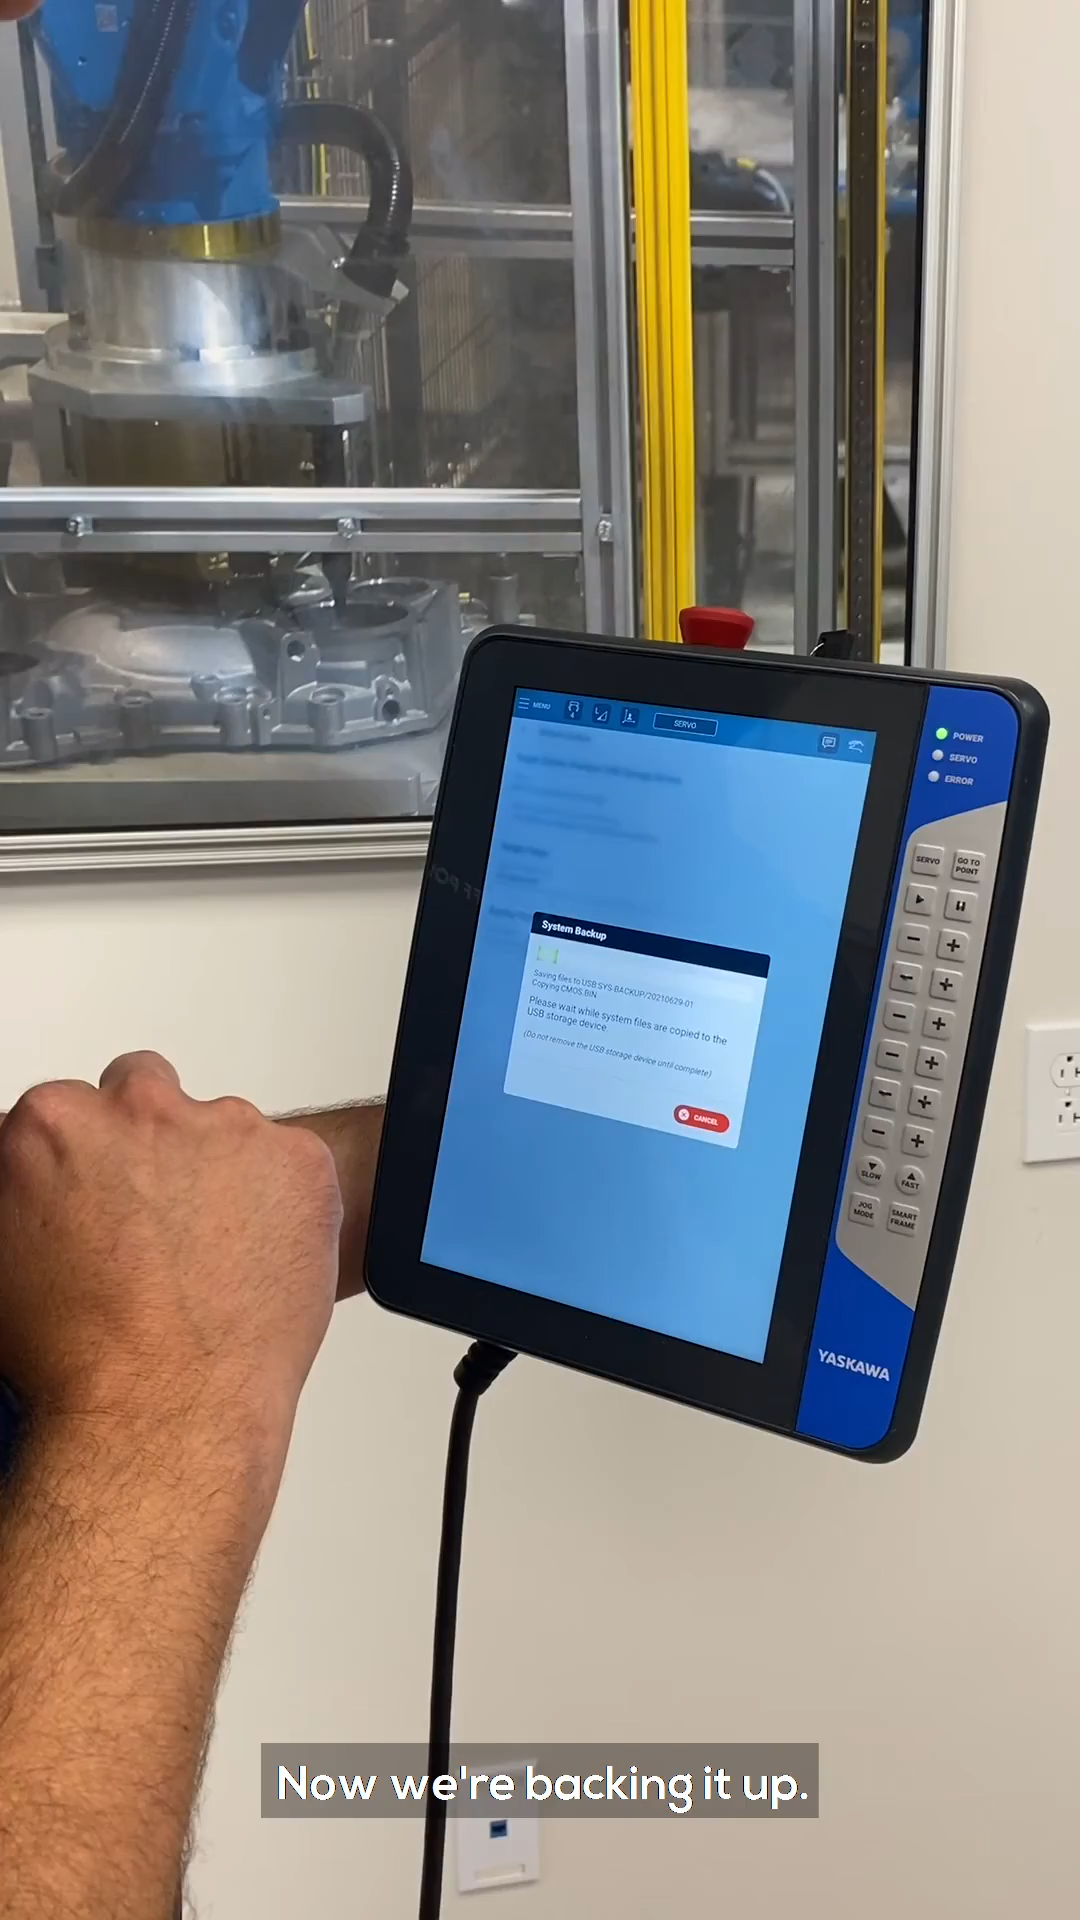 MENU
SERVO
POWER
SERVO
ERROR
SERVO
GO TO
POINT
System Backup
Saving files to USB:SYS-BACKUP/20210629-01
Copying CMOS.BIN
Please wait while system files are copied to the
USB storage device
(Do not remove the USB storage device until complete)
CANCEL
SLOW
FAST
JOG
MODE
SMART
FRAME
YASKAWA
Now we're backing it up.